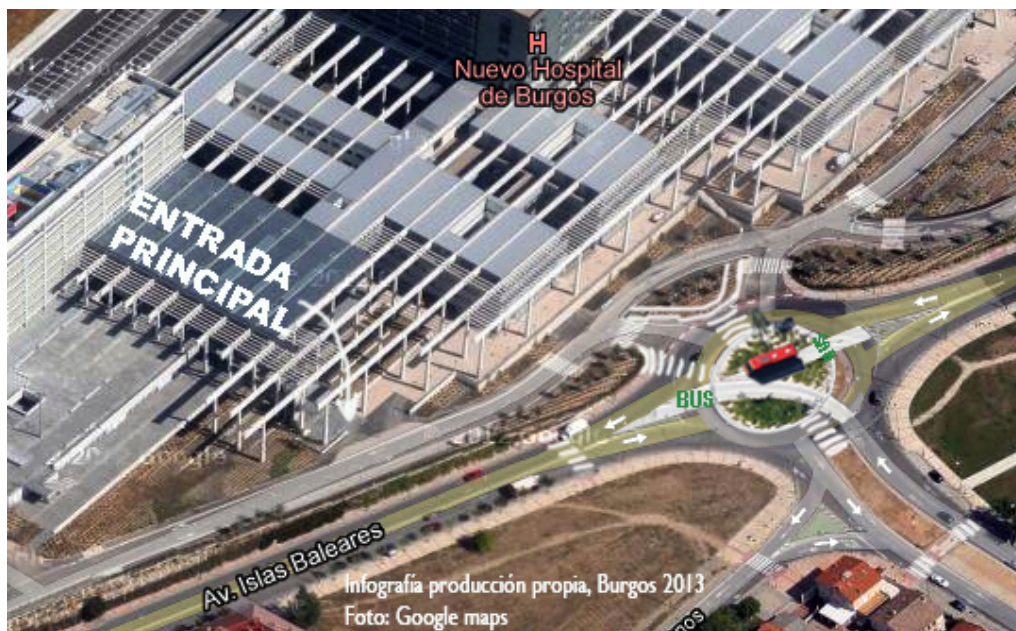 H
Nuevo Hospital
de Burgos
ENTRADA
PRINCIPAL
BUS
BUS
Av. Islas Baleares
Infografía producción propia, Burgos 2013
Foto: Google maps